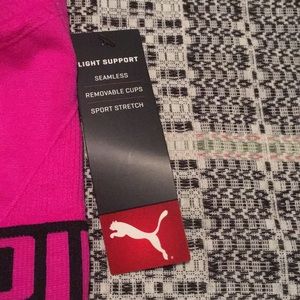 LIGHT SUPPORT
SEAMLESS
REMOVABLE CUPS
SPORT STRETCH